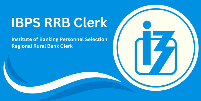 IBPS RRB Clerk
Institute of Banking Personnel Selection
Regional Rural Bank Clerk